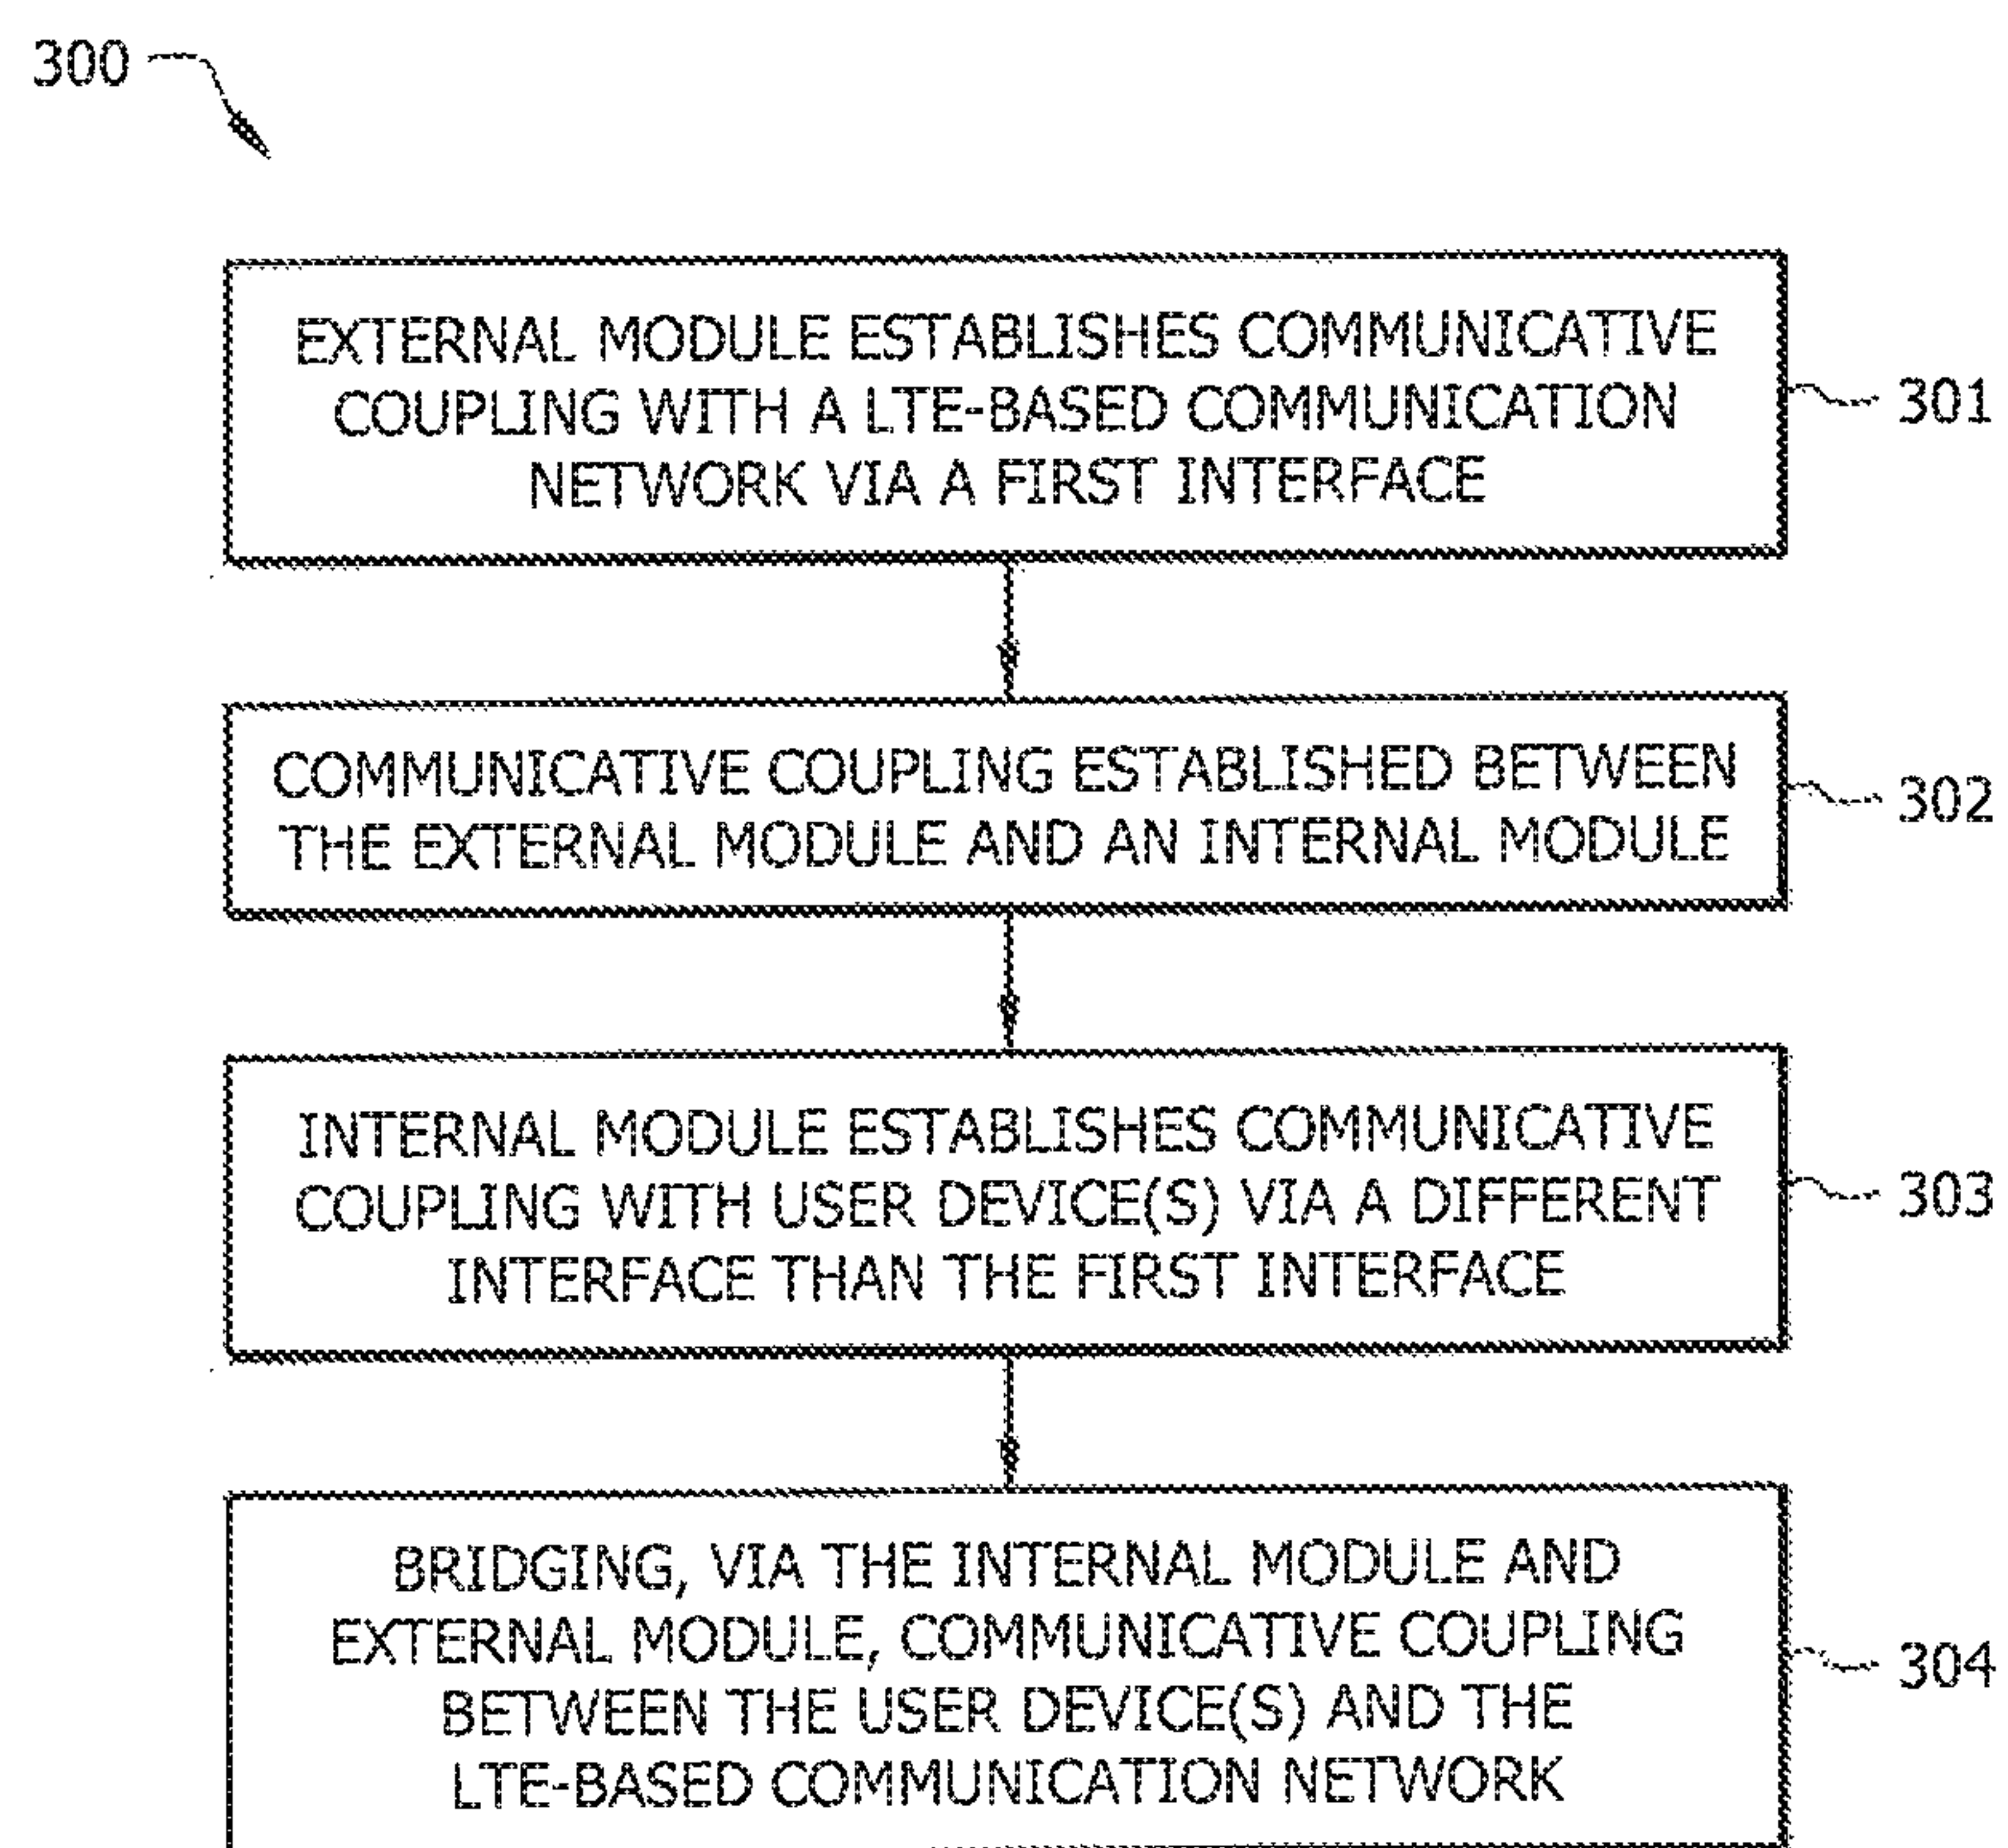 300
EXTERNAL MODULE ESTABLISHES COMMUNICATIVE
COUPLING WITH A LTE-BASED COMMUNICATION
NETWORK VIA A FIRST INTERFACE
301
COMMUNICATIVE COUPLING ESTABLISHED BETWEEN
THE EXTERNAL MODULE AND AN INTERNAL MODULE
302
INTERNAL MODULE ESTABLISHES COMMUNICATIVE
COUPLING WITH USER DEVICE(S) VIA A DIFFERENT
INTERFACE THAN THE FIRST INTERFACE
303
BRIDGING, VIA THE INTERNAL MODULE AND
EXTERNAL MODULE, COMMUNICATIVE COUPLING
BETWEEN THE USER DEVICE(S) AND THE
LTE-BASED COMMUNICATION NETWORK
304